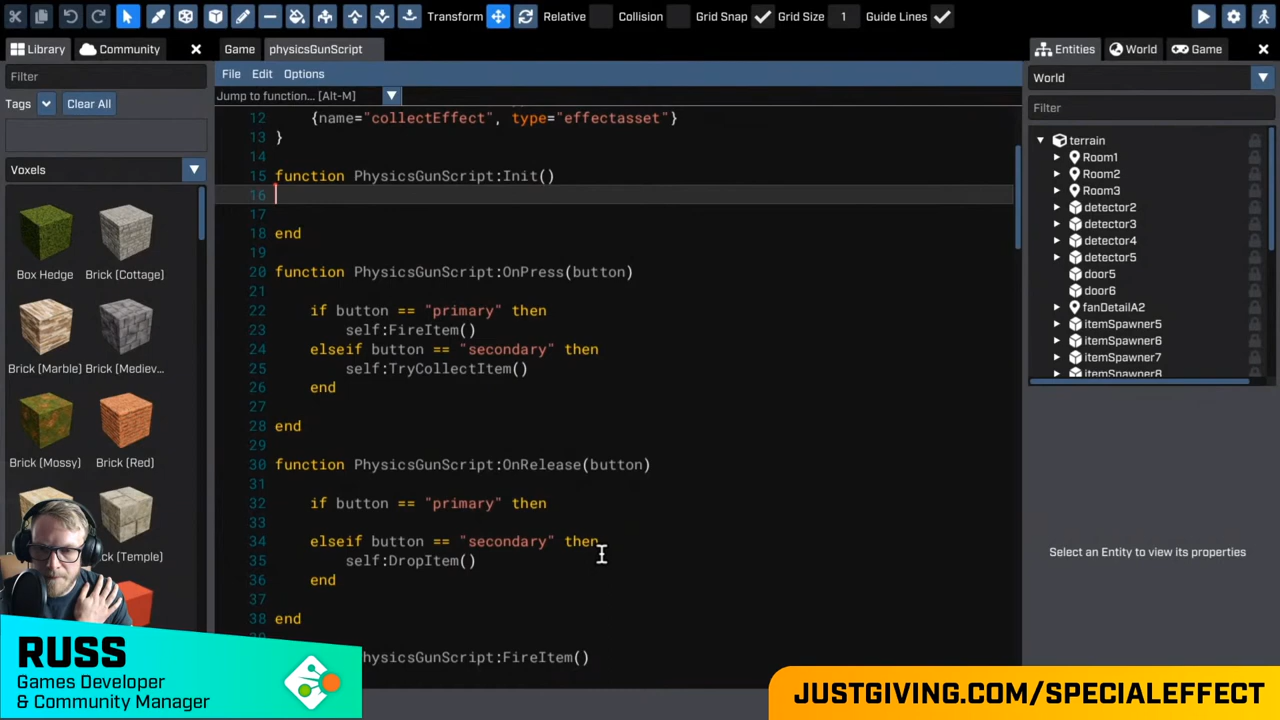 Transform
Relative
Collision
Grid Snap
Grid Size
1
Guide Lines
Library
Community
Game
physicsGunScript
Entities
World
Game
Filter
Tags
Clear All
Voxels
Box Hedge
Brick (Cottage)
Brick (Marble)
Brick (Mediev...
Brick (Mossy)
Brick (Red)
Brick (Temple)
File
Edit
Options
Jump to function... [Alt-M]
12 {name="collectEffect", type="effectasset"}
13 }
14
15 function PhysicsGunScript:Init()
16
17
18 end
19
20 function PhysicsGunScript:OnPress(button)
21
22 if button == "primary" then
23 self:FireItem()
24 elseif button == "secondary" then
25 self:TryCollectItem()
26 end
27
28 end
29
30 function PhysicsGunScript:OnRelease(button)
31
32 if button == "primary" then
33
34 elseif button == "secondary" then
35 self:DropItem()
36 end
37
38 end
hysicsGunScript:FireItem()
World
Filter
terrain
Room1
Room2
Room3
detector2
detector3
detector4
detector5
door5
door6
fanDetailA2
itemSpawner5
itemSpawner6
itemSpawner7
itemSpawner8
Select an Entity to view its properties
RUSS
Games Developer
& Community Manager
JUSTGIVING.COM/SPECIALEFFECT